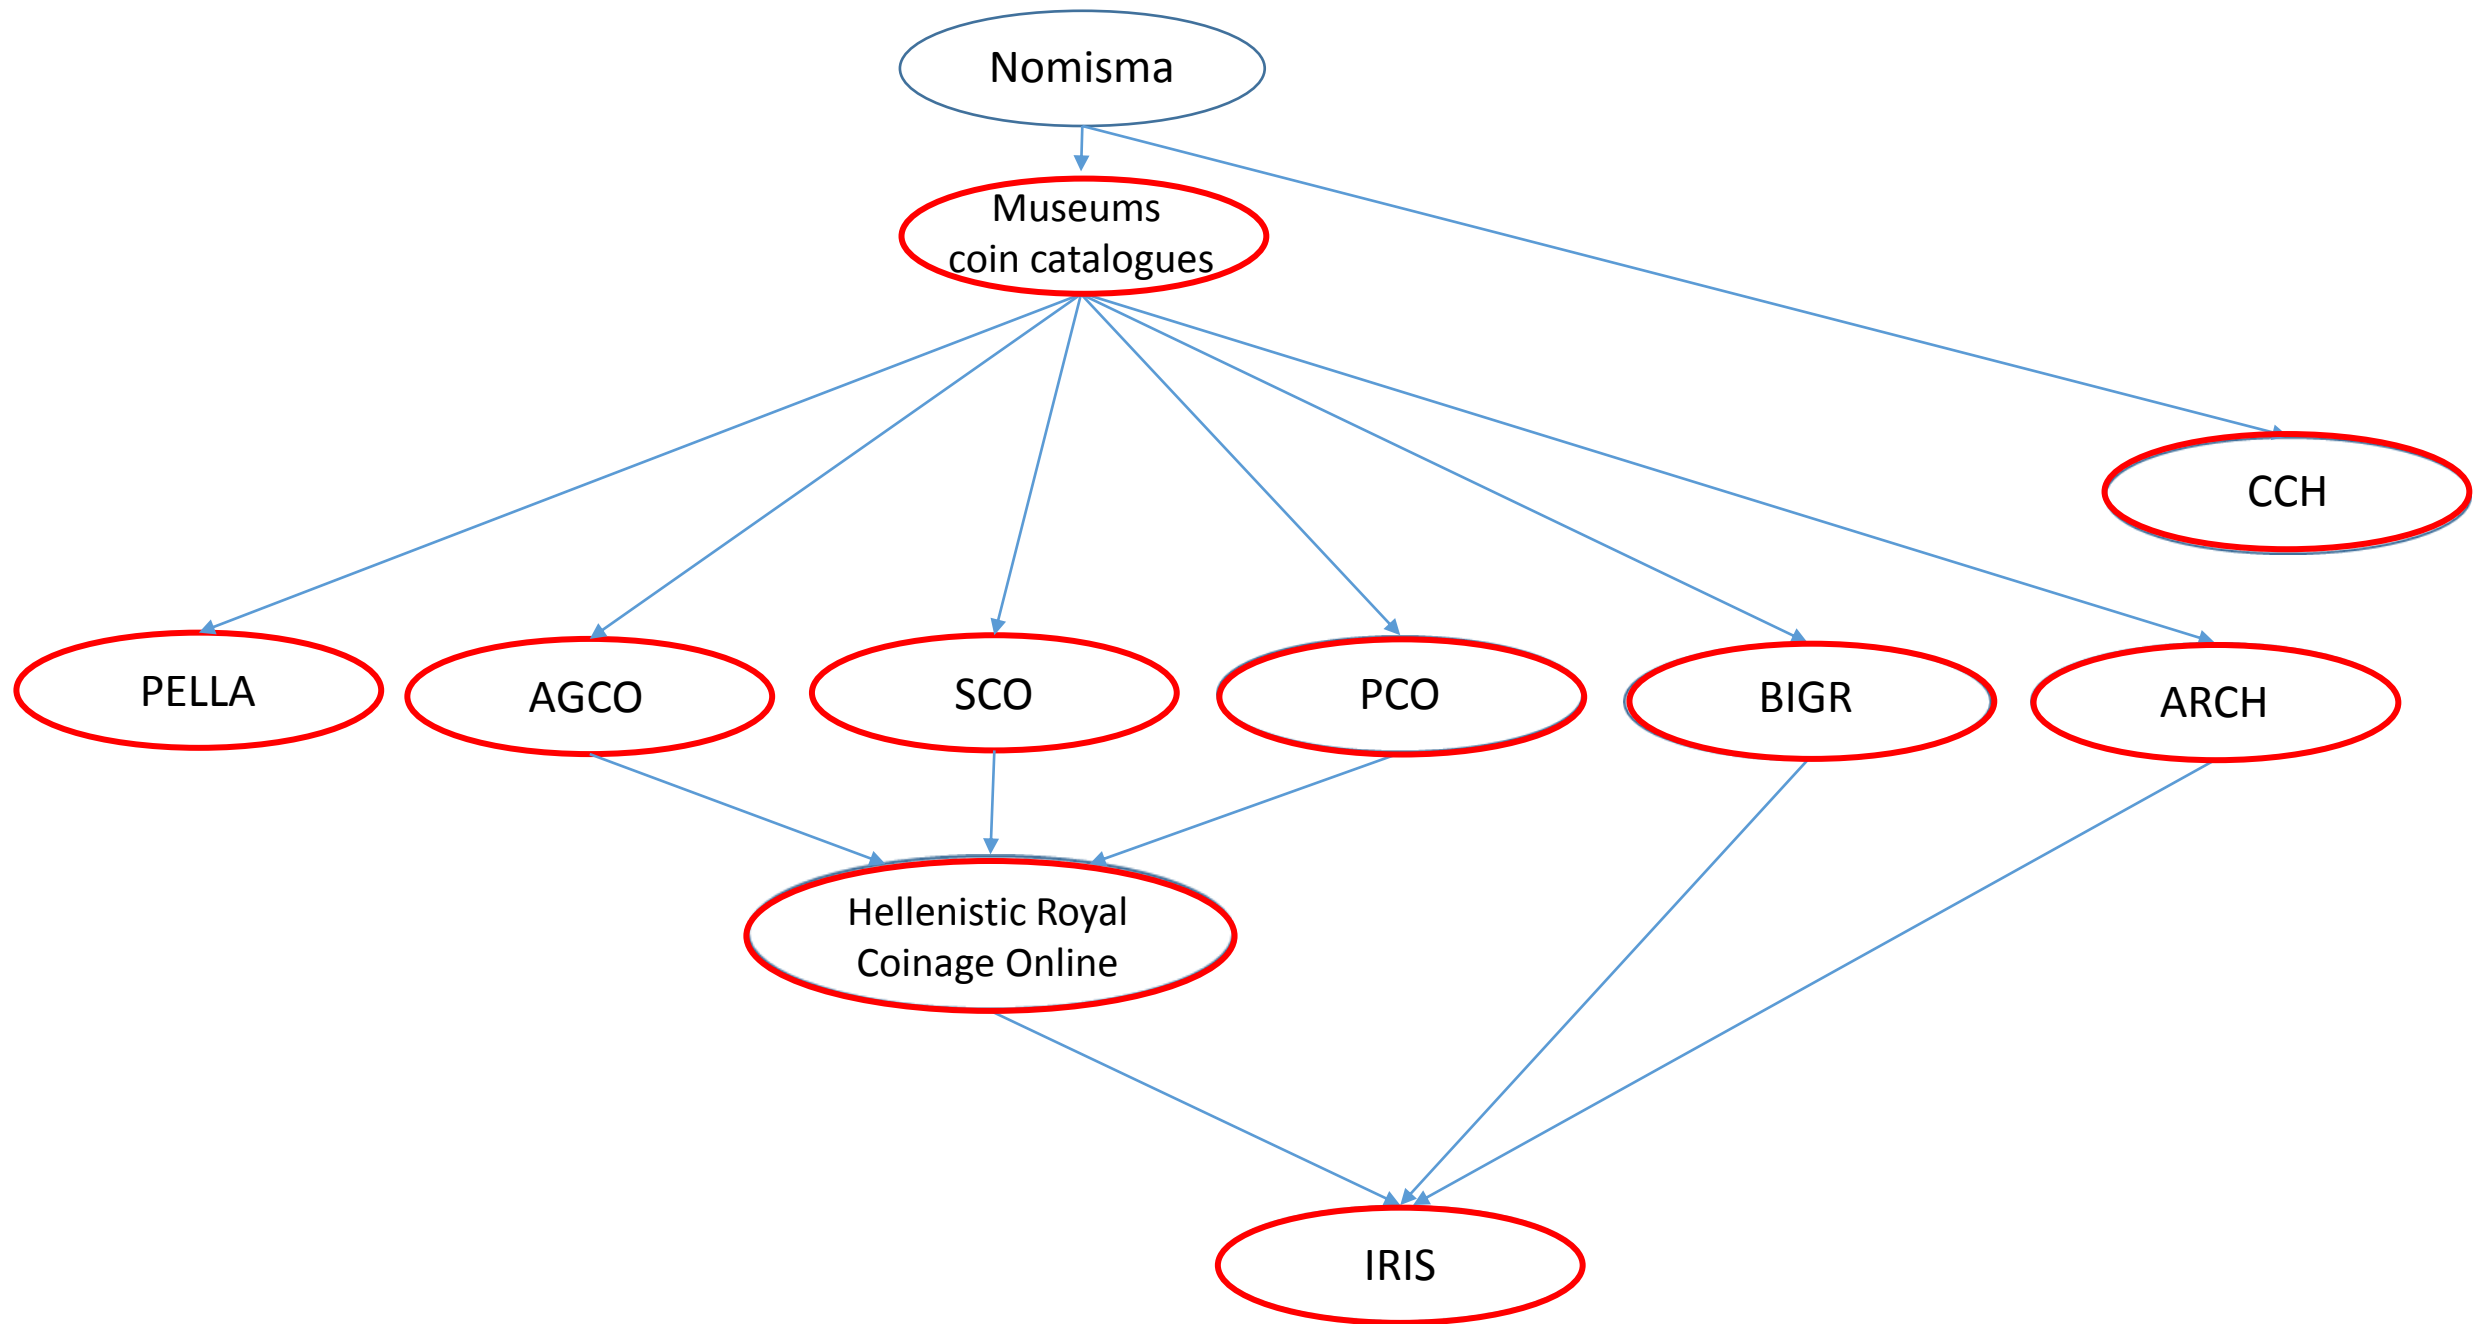 Nomisma
Museums
coin catalogues
CCH
PELLA
AGCO
SCO
PCO
BIGR
ARCH
Hellenistic Royal
Coinage Online
IRIS